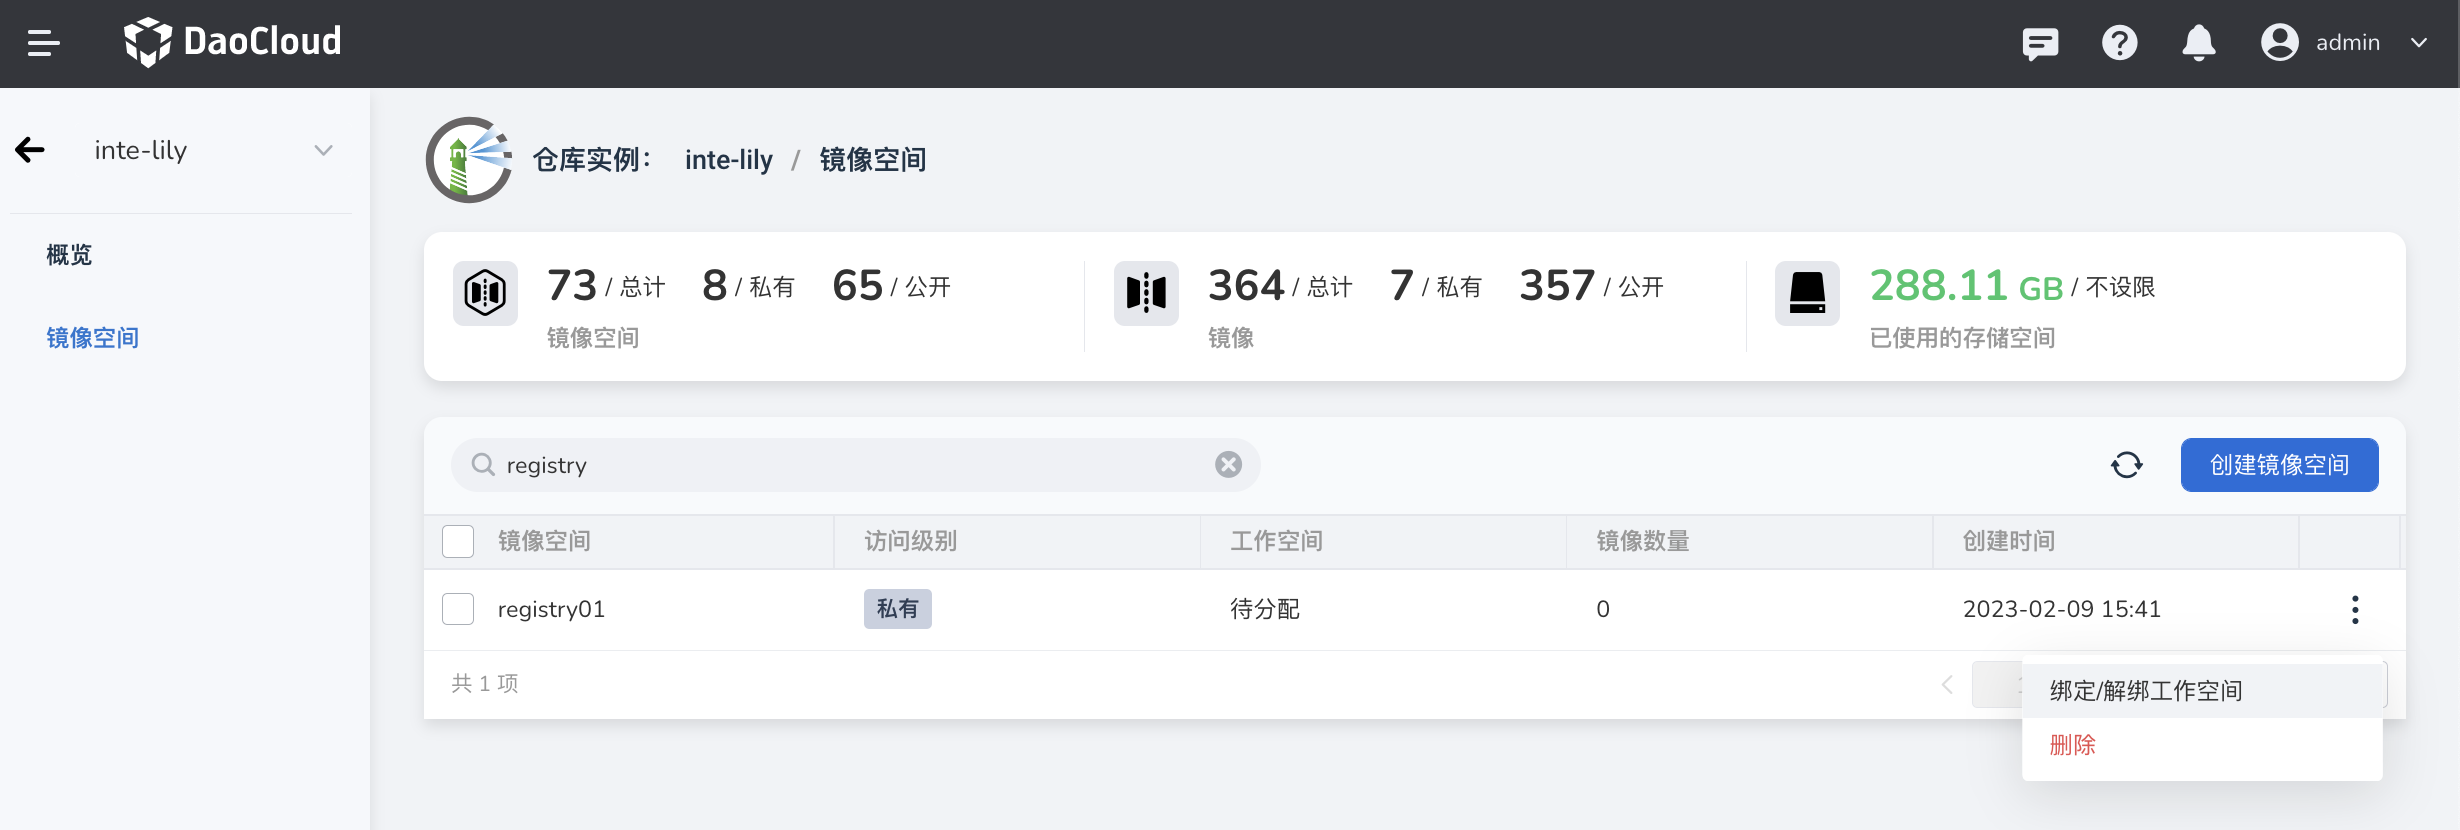 DaoCloud
admin
inte-lily
概览
镜像空间
仓库实例： inte-lily / 镜像空间
73 / 总计 8 / 私有 65 / 公开
镜像空间
364 / 总计 7 / 私有 357 / 公开
镜像
288.11 GB / 不设限
已使用的存储空间
registry
创建镜像空间
镜像空间 访问级别 工作空间 镜像数量 创建时间
registry01 私有 待分配 0 2023-02-09 15:41
共 1 项
绑定/解绑工作空间
删除